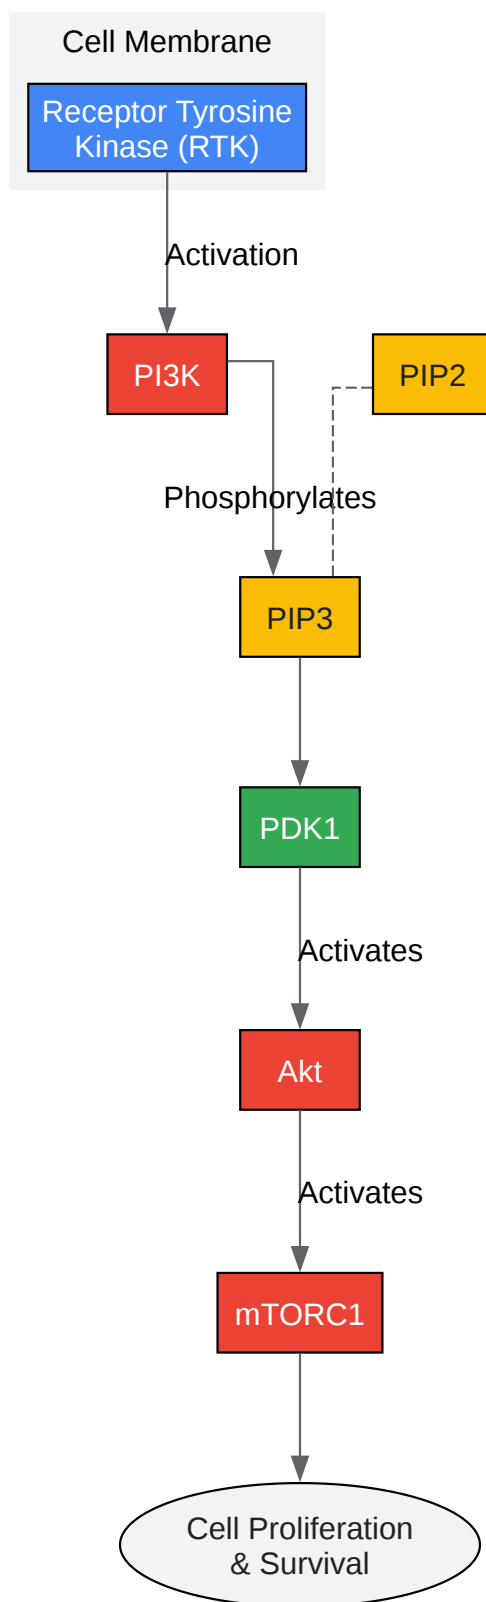 Cell Membrane
Receptor Tyrosine
Kinase (RTK)
Activation
PI3K
PIP2
Phosphorylates
PIP3
PDK1
Activates
Akt
Activates
mTORC1
Cell Proliferation
& Survival